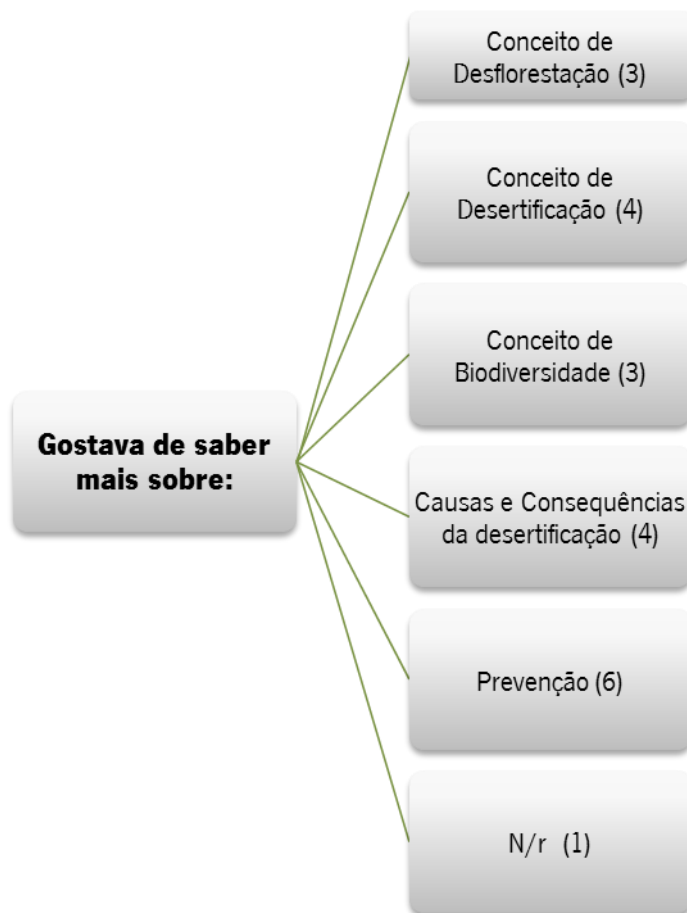 Gostava de saber
mais sobre:
Conceito de
Desflorestação (3)
Conceito de
Desertificação (4)
Conceito de
Biodiversidade (3)
Causas e Consequências
da desertificação (4)
Prevenção (6)
N/r (1)